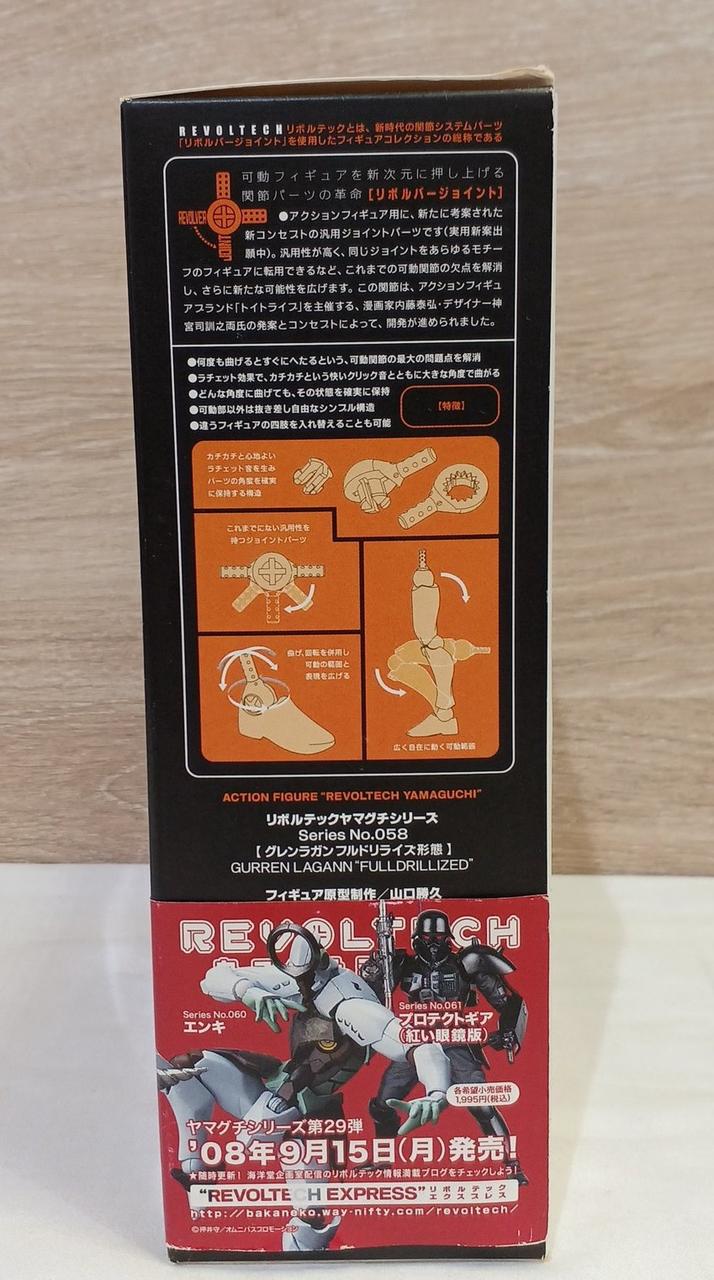 REVOLTECH リボルテックとは、新時代の関節システムパーツ
「リボルバージョイント」を使用したフィギュアコレクションの総称である
REVOLVER
JOINT
可動フィギュアを新次元に押し上げる
関節パーツの革命【リボルバージョイント】
●アクションフィギュア用に、新たに考案された
新コンセプトの汎用ジョイントパーツです(実用新案出
願中)。汎用性が高く、同じジョイントをあらゆるモチー
フのフィギュアに転用できるなど、これまでの可動関節の欠点を解消
し、さらに新たな可能性を広げます。この関節は、アクションフィギュ
アブランド「トイトライブ」を主催する、漫画家内藤泰弘・デザイナー神
宮司訓之両氏の発案とコンセプトによって、開発が進められました。
●何度も曲げるとすぐにへたるという、可動関節の最大の問題点を解消
●ラチェット効果で、カチカチという快いクリック音とともに大きな角度で曲がる
●どんな角度に曲げても、その状態を確実に保持
●可動部以外は抜き差し自由なシンプル構造
●違うフィギュアの四肢を入れ替えることも可能
【特徴】
カチカチと心地よい
ラチェット音を生み
パーツの角度を確実
に保持する構造
これまでにない汎用性を
持つジョイントパーツ
曲げ、回転を併用し
可動の範囲と
表現を広げる
広く自在に動く可動範囲
ACTION FIGURE "REVOLTECH YAMAGUCHI"
リボルテックヤマグチシリーズ
Series No.058
【グレンラガン フルドリライズ形態】
GURREN LAGANN "FULLDRILLIZED"
フィギュア原型制作／山口勝久
REVOLTECH
Series No.060
エンキ
Series No.061
プロテクトギア
(紅い眼鏡版)
各希望小売価格
1,995円(税込)
ヤマグチシリーズ第29弾
'08年9月15日(月)発売!
★随時更新! 海洋堂企画室配信のリボルテック情報満載ブログをチェックしよう!
"REVOLTECH EXPRESS" リボルテック
エクスプレス
http://bakaneko.way-nifty.com/revoltech/
©押井守／オムニバスプロモーション